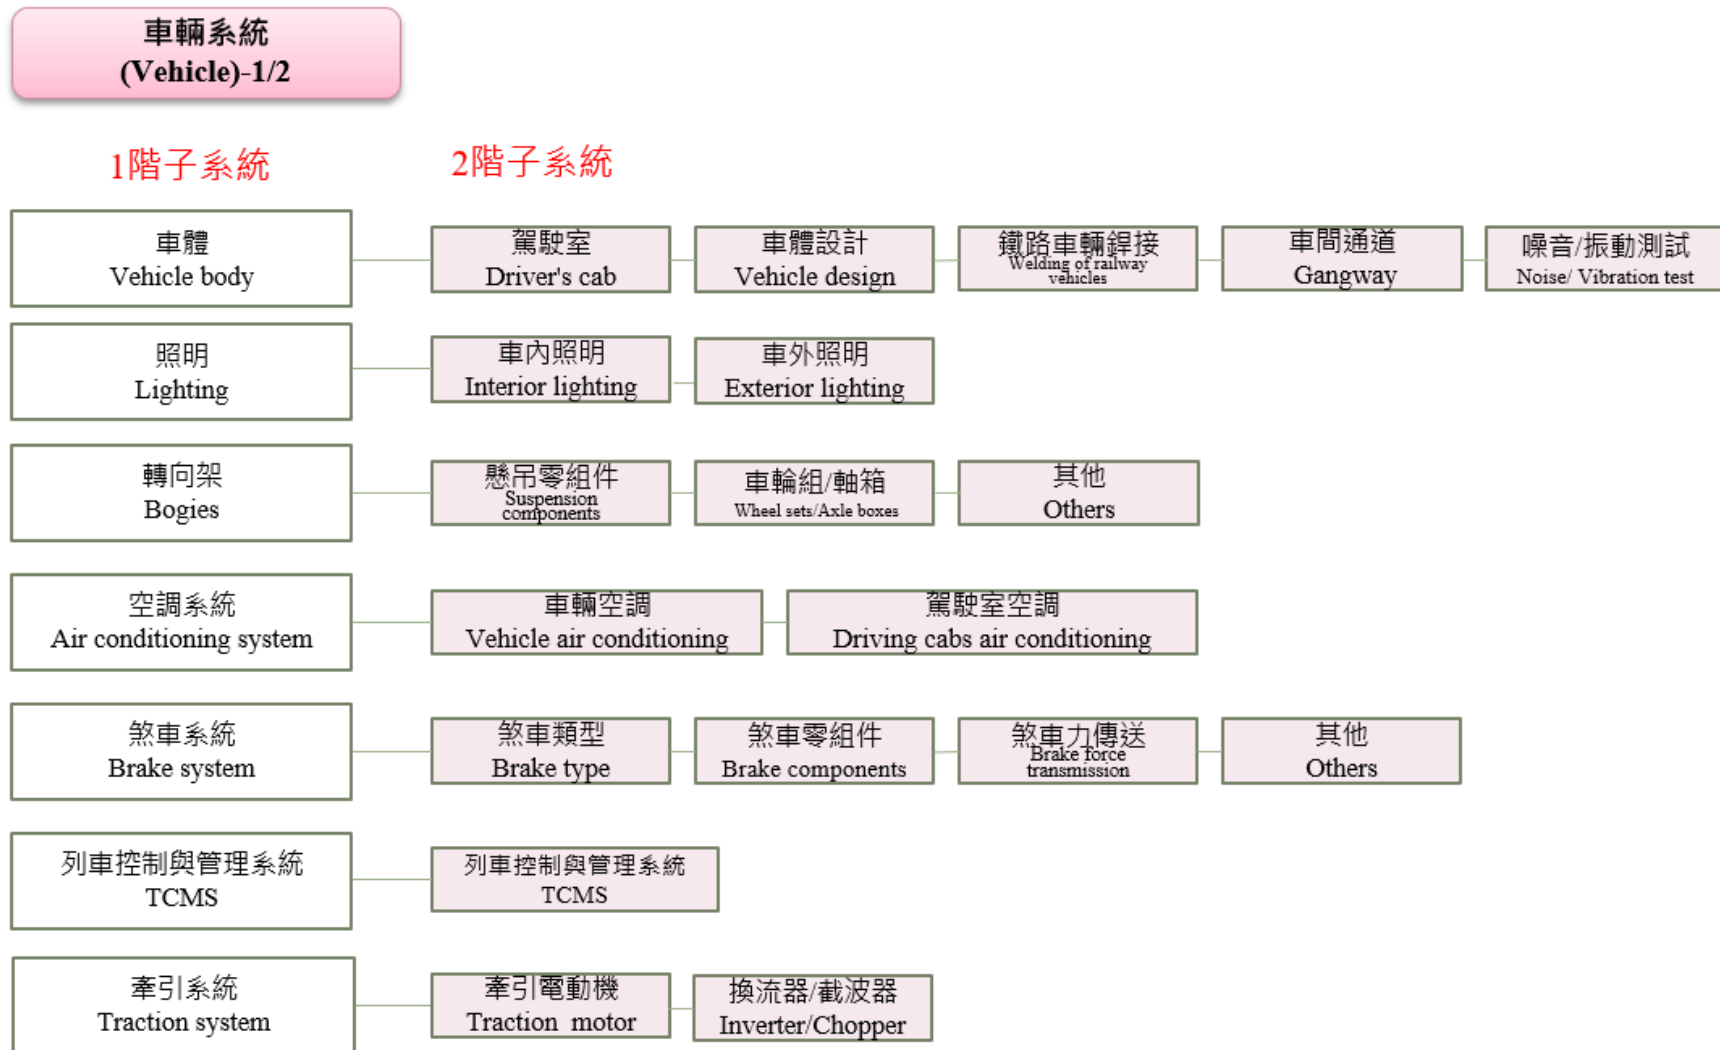 車輛系統
(Vehicle)-1/2
1階子系統
2階子系統
車體
Vehicle body
駕駛室
Driver's cab
車體設計
Vehicle design
鐵路車輛銲接
Welding of railway
vehicles
車間通道
Gangway
噪音/振動測試
Noise/ Vibration test
照明
Lighting
車內照明
Interior lighting
車外照明
Exterior lighting
轉向架
Bogies
懸吊零組件
Suspension
components
車輪組/軸箱
Wheel sets/Axle boxes
其他
Others
空調系統
Air conditioning system
車輛空調
Vehicle air conditioning
駕駛室空調
Driving cabs air conditioning
煞車系統
Brake system
煞車類型
Brake type
煞車零組件
Brake components
煞車力傳送
Brake force
transmission
其他
Others
列車控制與管理系統
TCMS
列車控制與管理系統
TCMS
牽引系統
Traction system
牽引電動機
Traction  motor
換流器/截波器
Inverter/Chopper